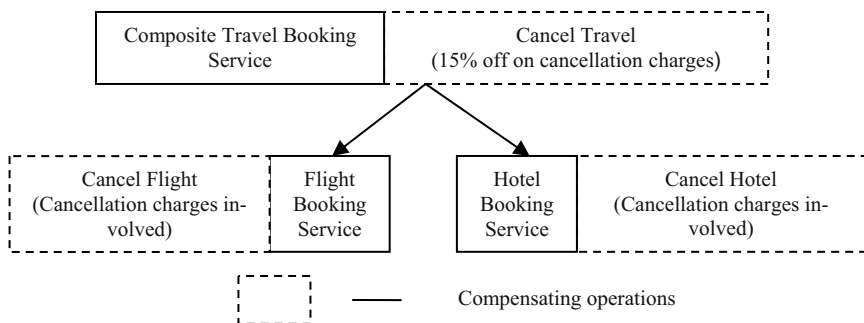 Composite Travel Booking
Service
Cancel Travel
(15% off on cancellation charges)
Cancel Flight
(Cancellation charges in-
volved)
Flight
Booking
Service
Hotel
Booking
Service
Cancel Hotel
(Cancellation charges in-
volved)
Compensating operations